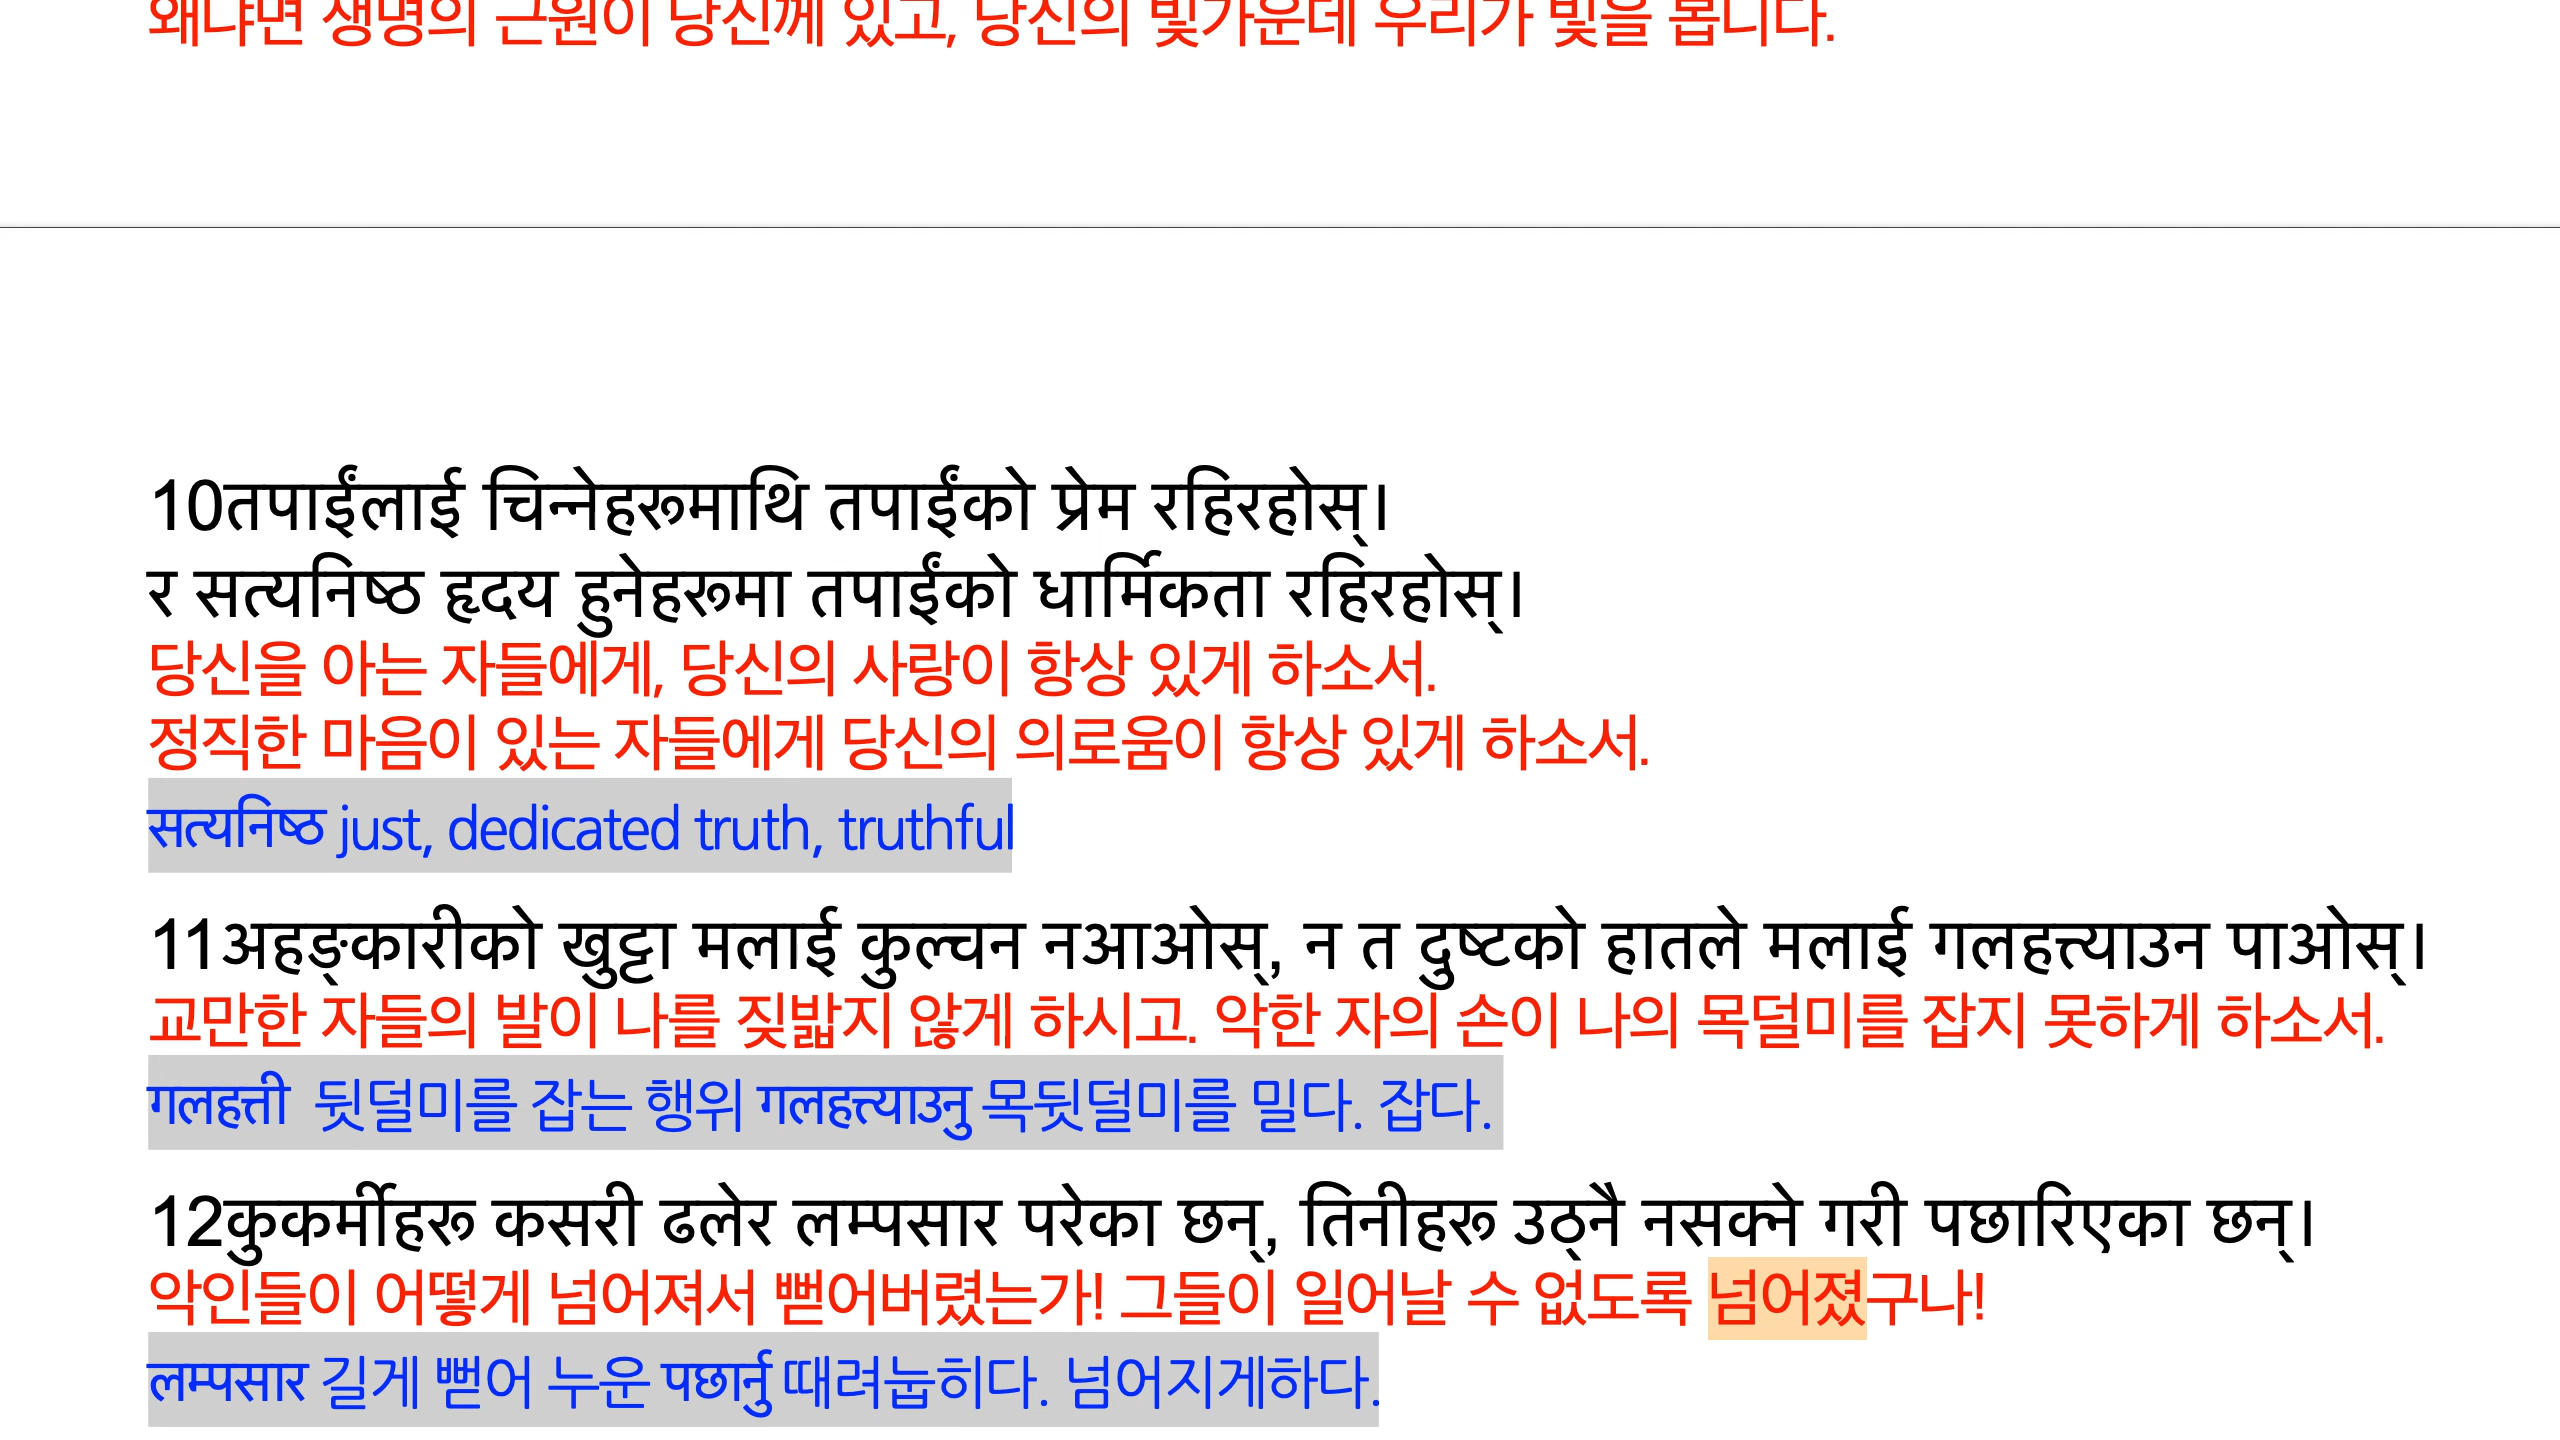 왜냐면 생명의 근원이 당신께 있고, 당신의 빛가운데 우리가 빛을 봅니다.
10तपाईंलाई चिन्नेहरूमाथि तपाईंको प्रेम रहिरहोस्।
र सत्यनिष्ठ हृदय हुनेहरूमा तपाईंको धार्मिकता रहिरहोस्।
당신을 아는 자들에게, 당신의 사랑이 항상 있게 하소서.
정직한 마음이 있는 자들에게 당신의 의로움이 항상 있게 하소서.
सत्यनिष्ठ just, dedicated truth, truthful
11अहङ्कारीको खुट्टा मलाई कुल्चन नआओस्, न त दुष्टको हातले मलाई गलहत्त्याउन पाओस्।
교만한 자들의 발이 나를 짖밟지 않게 하시고. 악한 자의 손이 나의 목덜미를 잡지 못하게 하소서.
गलहत्ती 뒷덜미를 잡는 행위 गलहत्त्याउनु 목뒷덜미를 밀다. 잡다.
12कुकर्मीहरू कसरी ढलेर लम्पसार परेका छन्, तिनीहरू उठ्नै नसक्ने गरी पछारिएका छन्।
악인들이 어떻게 넘어져서 뻗어버렸는가! 그들이 일어날 수 없도록 넘어졌구나!
लम्पसार 길게 뻗어 누운 पछार्नु 때려눕히다. 넘어지게하다.